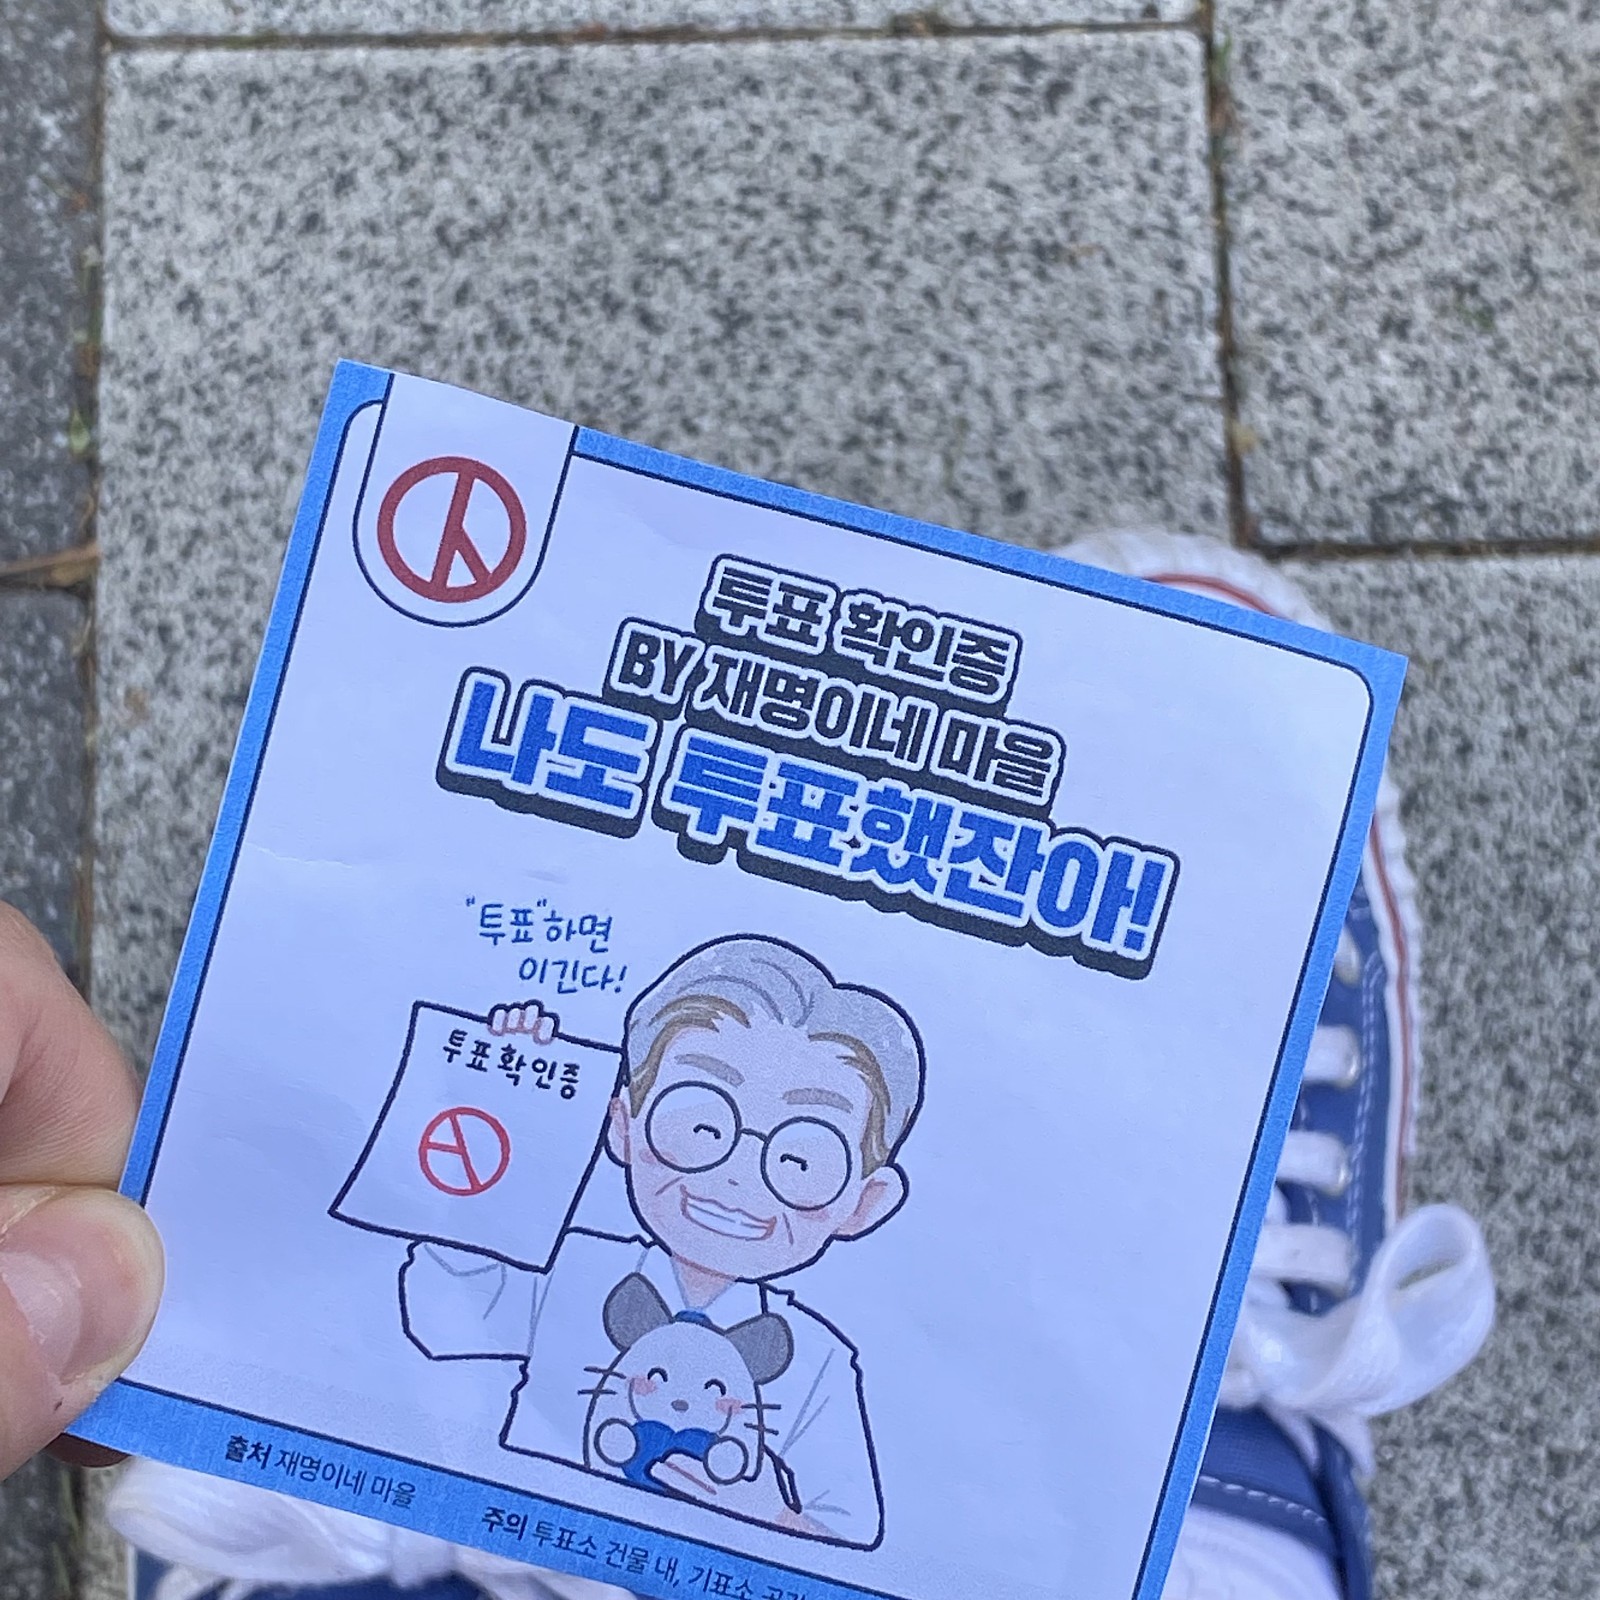 투표 확인증
BY 재명이네 마을
나도 투표했잖아!
"투표"하면
이긴다!
투표확인증
출처 재명이네 마을
주의 투표소 건물 내, 기표소